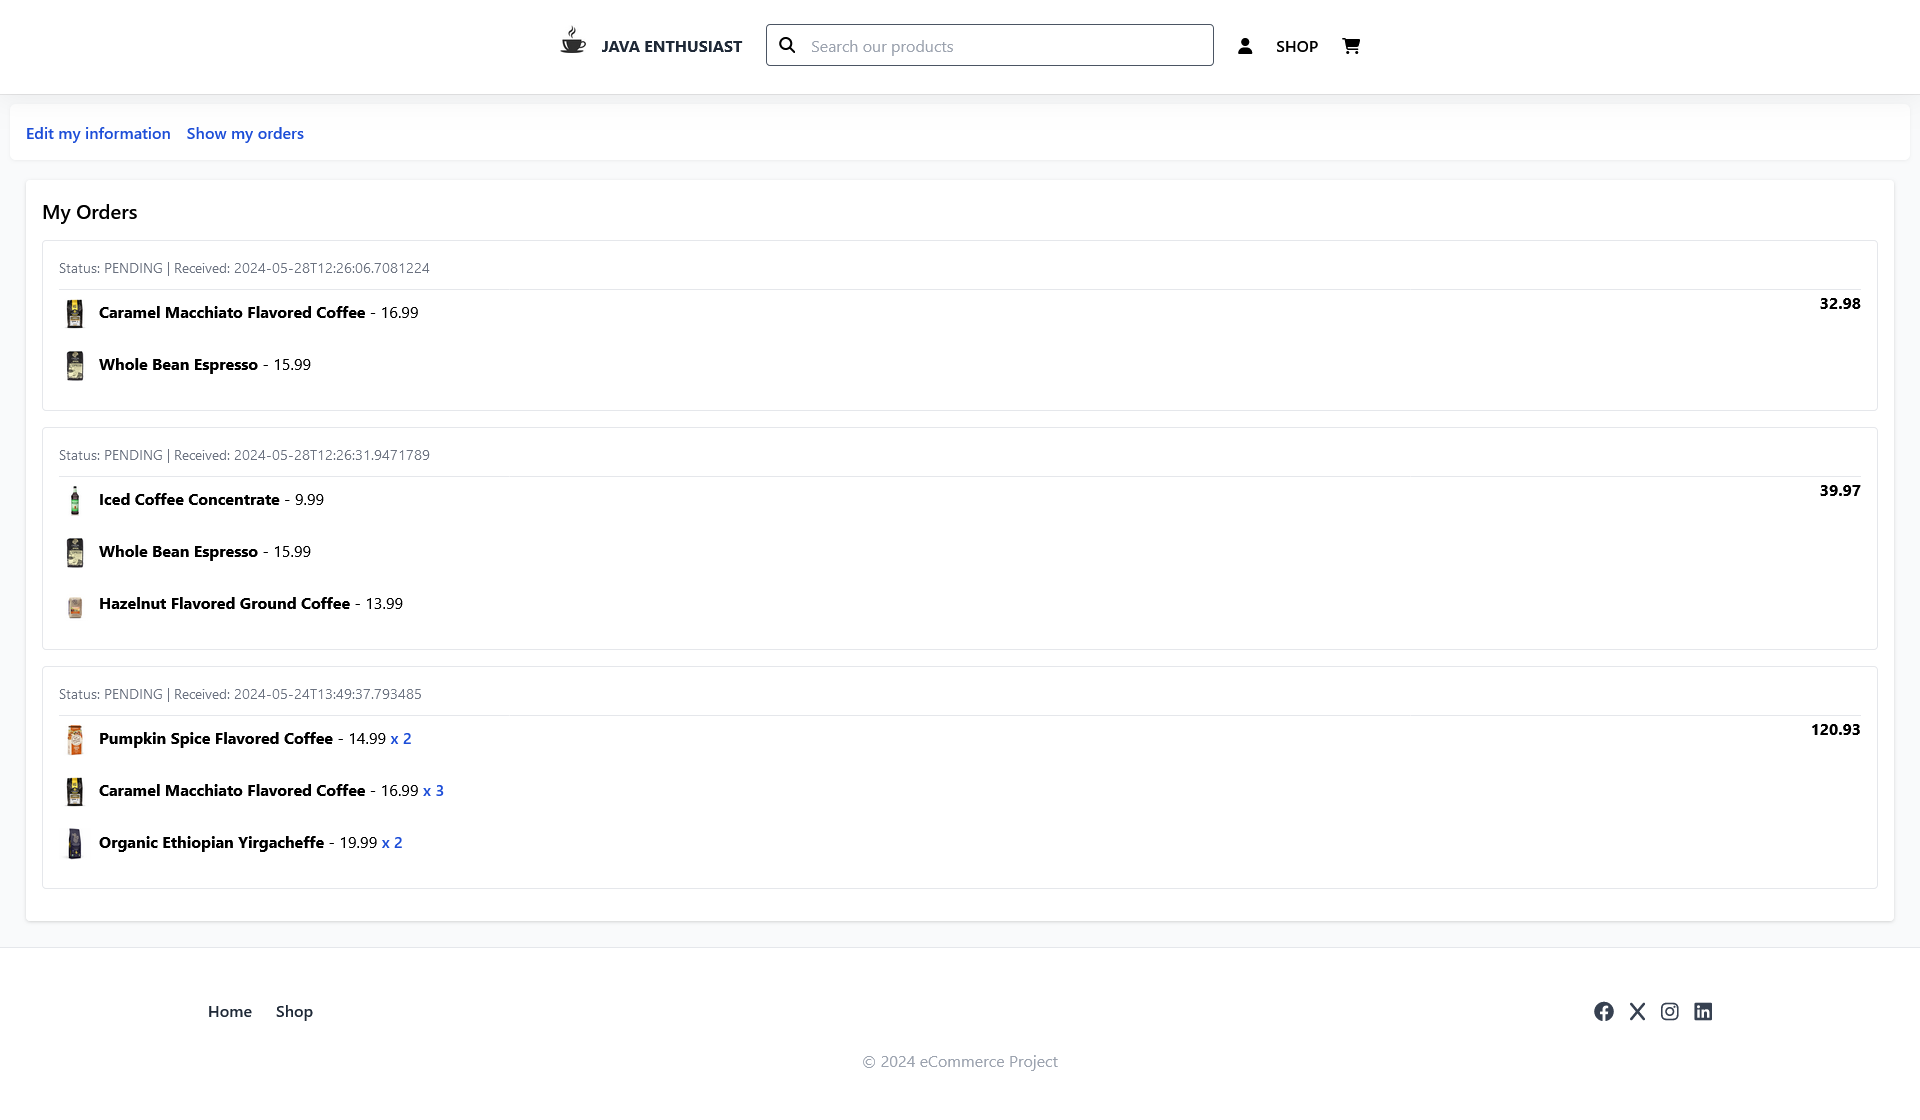 JAVA ENTHUSIAST
Search our products
SHOP
Edit my information Show my orders
My Orders
Status: PENDING | Received: 2024-05-28T12:26:06.7081224
Caramel Macchiato Flavored Coffee - 16.99
32.98
Whole Bean Espresso - 15.99
Status: PENDING | Received: 2024-05-28T12:26:31.9471789
Iced Coffee Concentrate - 9.99
39.97
Whole Bean Espresso - 15.99
Hazelnut Flavored Ground Coffee - 13.99
Status: PENDING | Received: 2024-05-24T13:49:37.793485
Pumpkin Spice Flavored Coffee - 14.99 x 2
120.93
Caramel Macchiato Flavored Coffee - 16.99 x 3
Organic Ethiopian Yirgacheffe - 19.99 x 2
Home Shop
© 2024 eCommerce Project